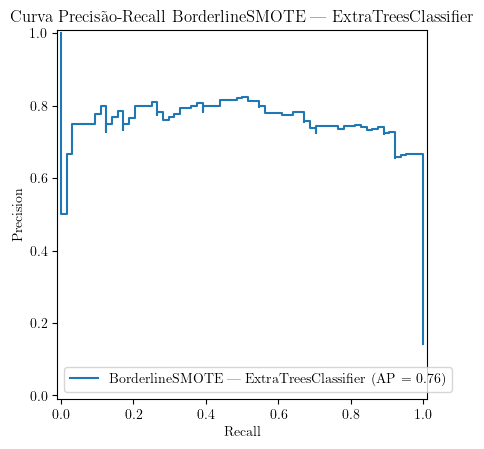 Curva Precisão-Recall BorderlineSMOTE — ExtraTreesClassifier
1.0
0.8
0.6
0.4
0.2
0.0
Precision
BorderlineSMOTE — ExtraTreesClassifier (AP = 0.76)
0.0 0.2 0.4 0.6 0.8 1.0
Recall